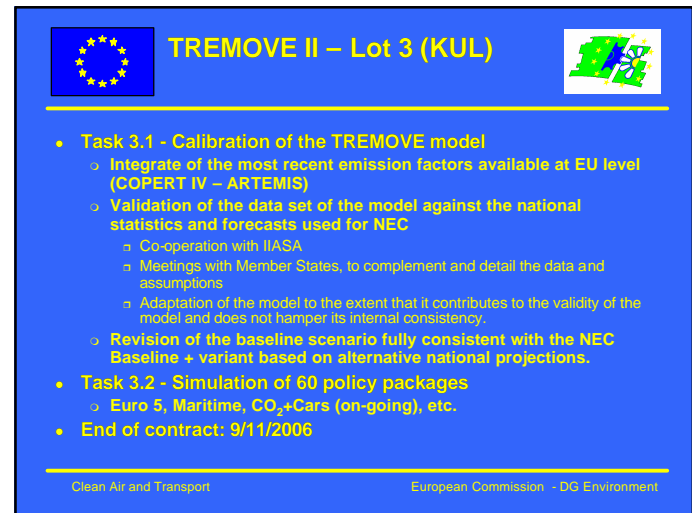 TREMOVE II – Lot 3 (KUL)
● Task 3.1 - Calibration of the TREMOVE model
❍ Integrate of the most recent emission factors available at EU level
(COPERT IV – ARTEMIS)
❍ Validation of the data set of the model against the national
statistics and forecasts used for NEC
❒ Co-operation with IIASA
❒ Meetings with Member States, to complement and detail the data and
assumptions
❒ Adaptation of the model to the extent that it contributes to the validity of the
model and does not hamper its internal consistency.
❍ Revision of the baseline scenario fully consistent with the NEC
Baseline + variant based on alternative national projections.
● Task 3.2 - Simulation of 60 policy packages
❍ Euro 5, Maritime, CO₂+Cars (on-going), etc.
● End of contract: 9/11/2006
Clean Air and Transport European Commission - DG Environment